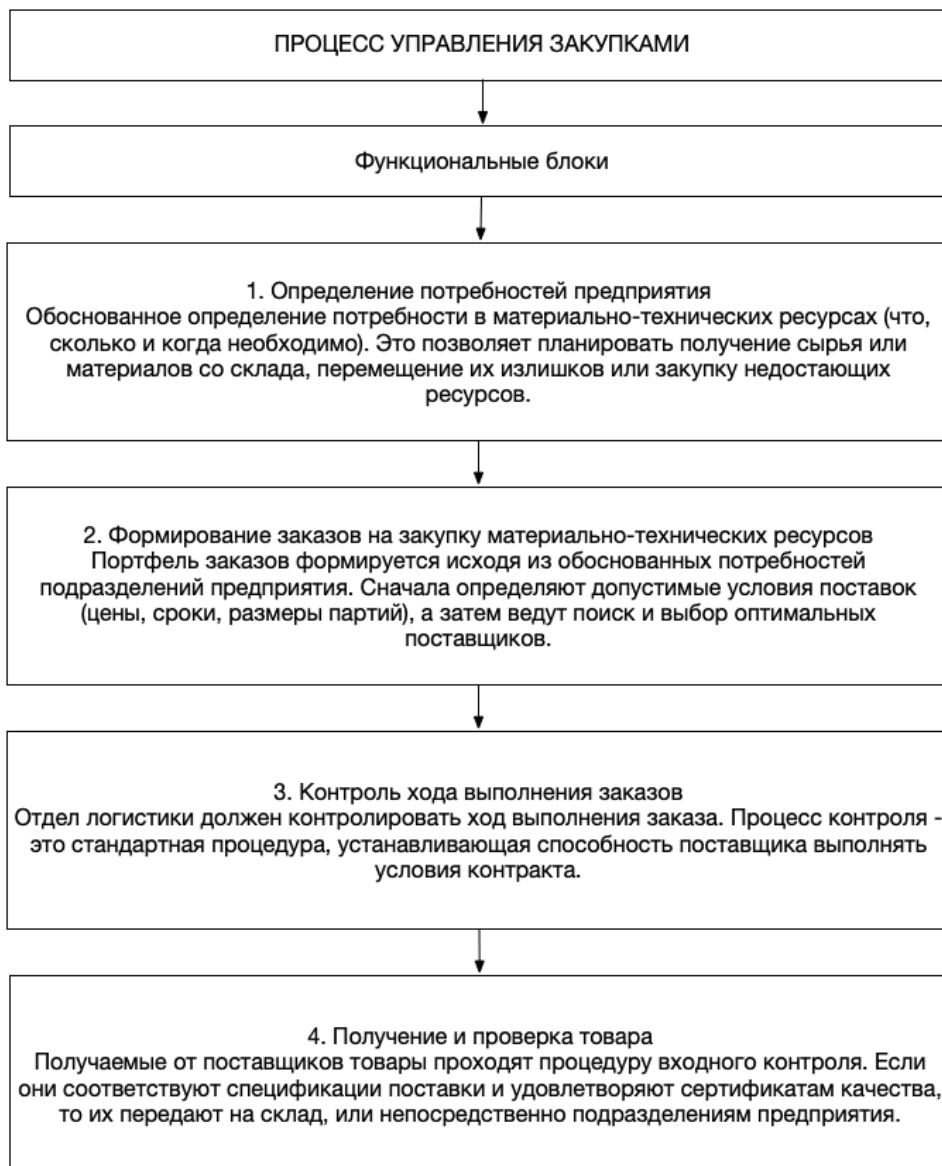 ПРОЦЕСС УПРАВЛЕНИЯ ЗАКУПКАМИ
Функциональные блоки
1. Определение потребностей предприятия
Обоснованное определение потребности в материально-технических ресурсах (что,
сколько и когда необходимо). Это позволяет планировать получение сырья или
материалов со склада, перемещение их излишков или закупку недостающих
ресурсов.
2. Формирование заказов на закупку материально-технических ресурсов
Портфель заказов формируется исходя из обоснованных потребностей
подразделений предприятия. Сначала определяют допустимые условия поставок
(цены, сроки, размеры партий), а затем ведут поиск и выбор оптимальных
поставщиков.
3. Контроль хода выполнения заказов
Отдел логистики должен контролировать ход выполнения заказа. Процесс контроля -
это стандартная процедура, устанавливающая способность поставщика выполнять
условия контракта.
4. Получение и проверка товара
Получаемые от поставщиков товары проходят процедуру входного контроля. Если
они соответствуют спецификации поставки и удовлетворяют сертификатам качества,
то их передают на склад, или непосредственно подразделениям предприятия.